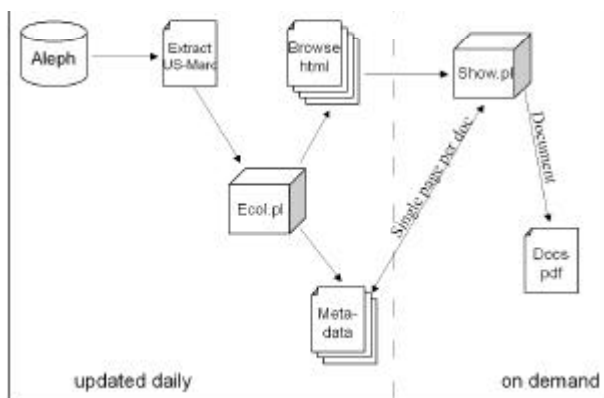 Aleph
Extract
US-Marc
Browse
html
Show.pl
Ecol.pl
Single page per doc
Document
Docs
pdf
Meta-
data
updated daily
on demand